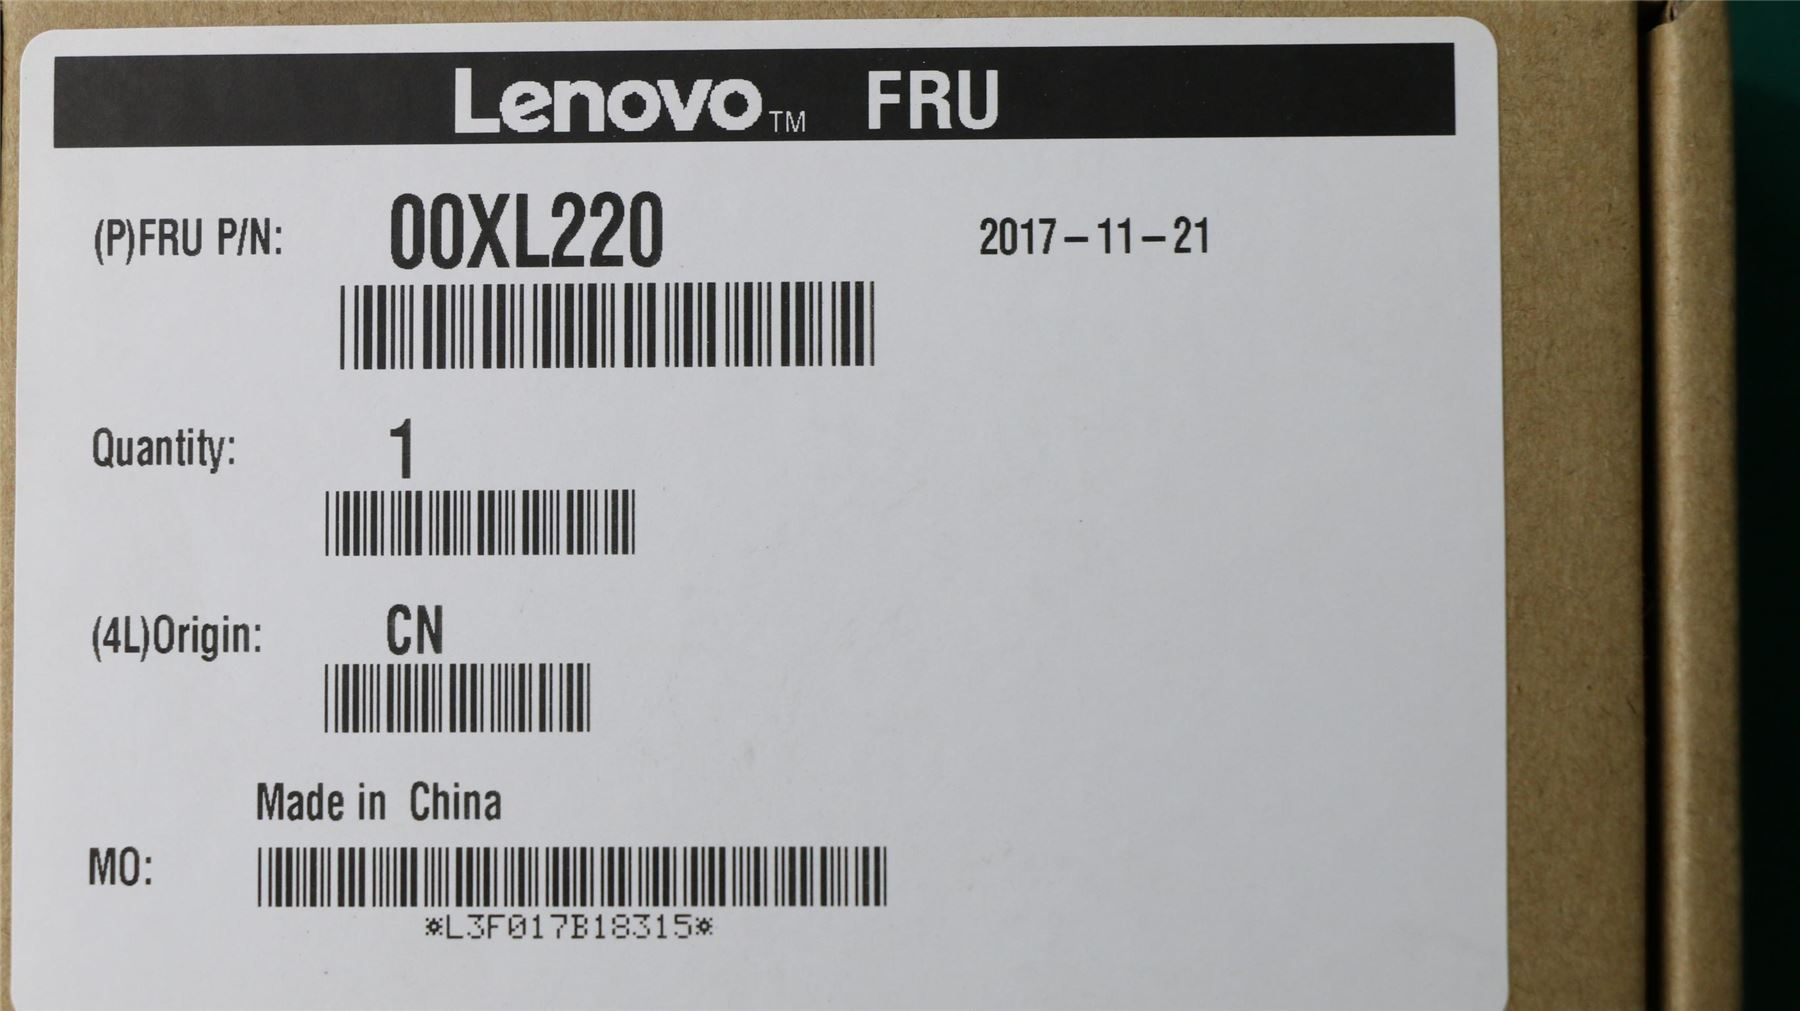 Lenovo™ FRU
(P)FRU P/N: 00XL220 2017-11-21
Quantity: 1
(4L)Origin: CN
Made in China
MO:
*L3F017B18315*